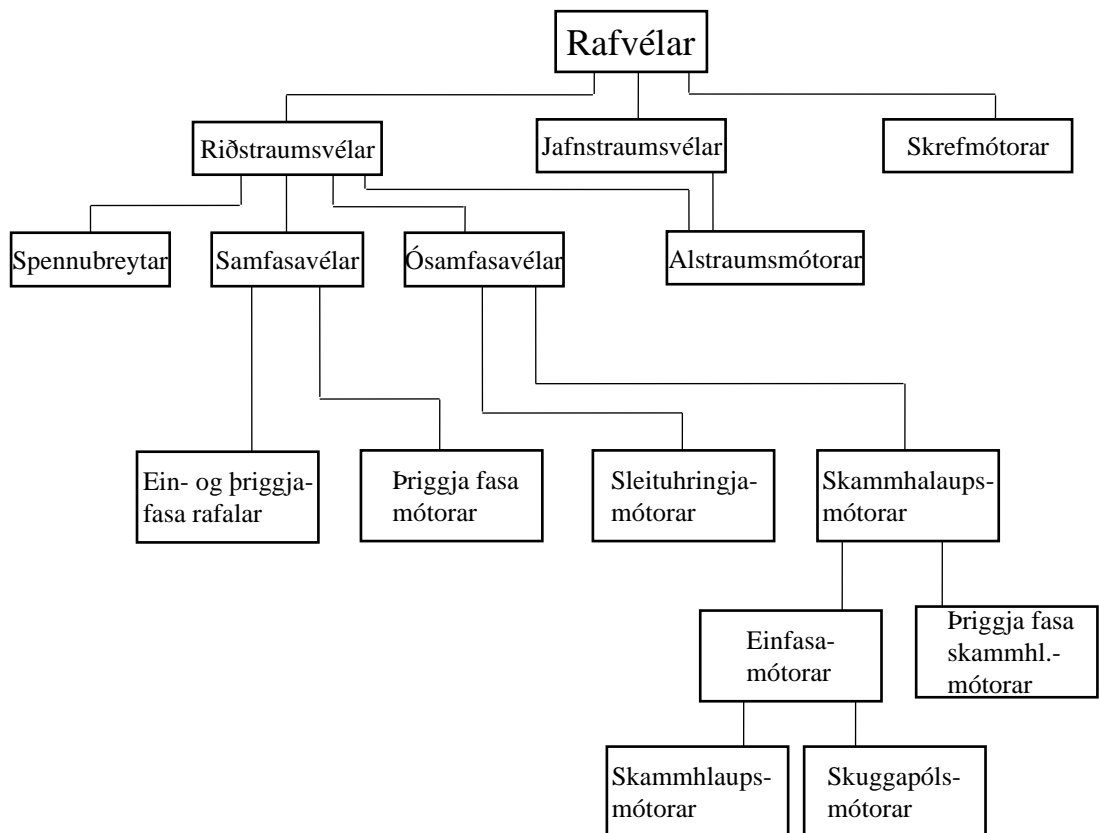 Rafvélar
Riðstraumsvélar
Jafnstraumsvélar
Skrefmótorar
Spennubreytar
Samfasavélar
Ósamfasavélar
Alstraumsmótorar
Ein- og þriggja-
fasa rafalar
Þriggja fasa
mótorar
Sleituhringja-
mótorar
Skammhalaups-
mótorar
Einfasa-
mótorar
Þriggja fasa
skammhl.-
mótorar
Skammhlaups-
mótorar
Skuggapóls-
mótorar